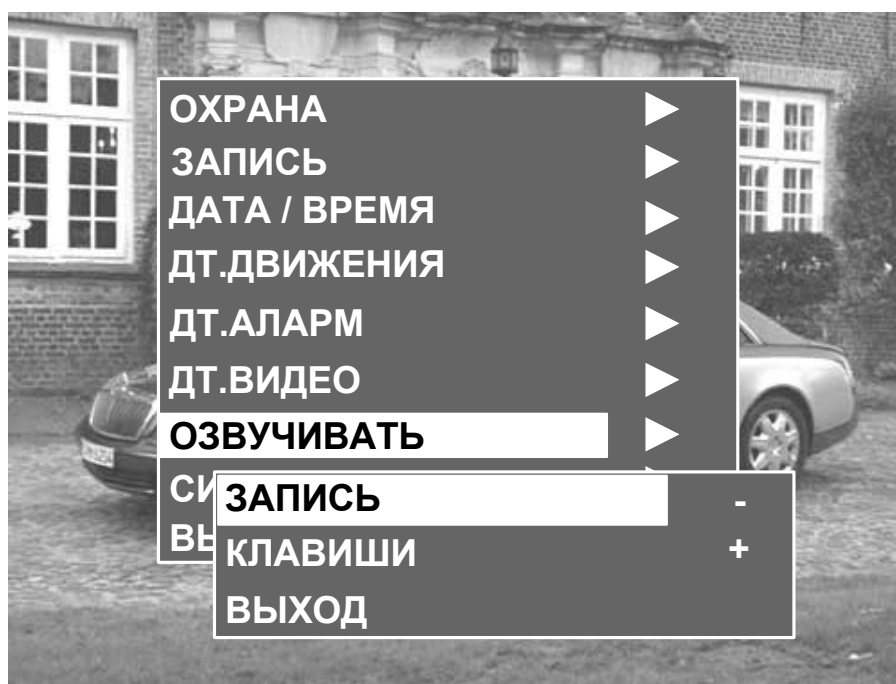 ОХРАНА
ЗАПИСЬ
ДАТА / ВРЕМЯ
ДТ.ДВИЖЕНИЯ
ДТ.АЛАРМ
ДТ.ВИДЕО
ОЗВУЧИВАТЬ
ЗАПИСЬ -
КЛАВИШИ +
ВЫХОД